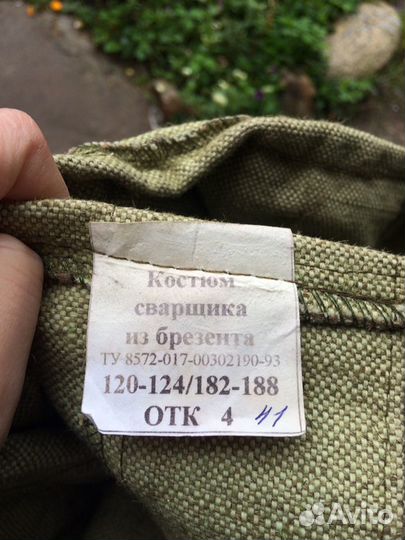 Костюм
сварщика
из брезента
ТУ 8572-017-00302190-93
120-124/182-188
ОТК 4 41
Avito